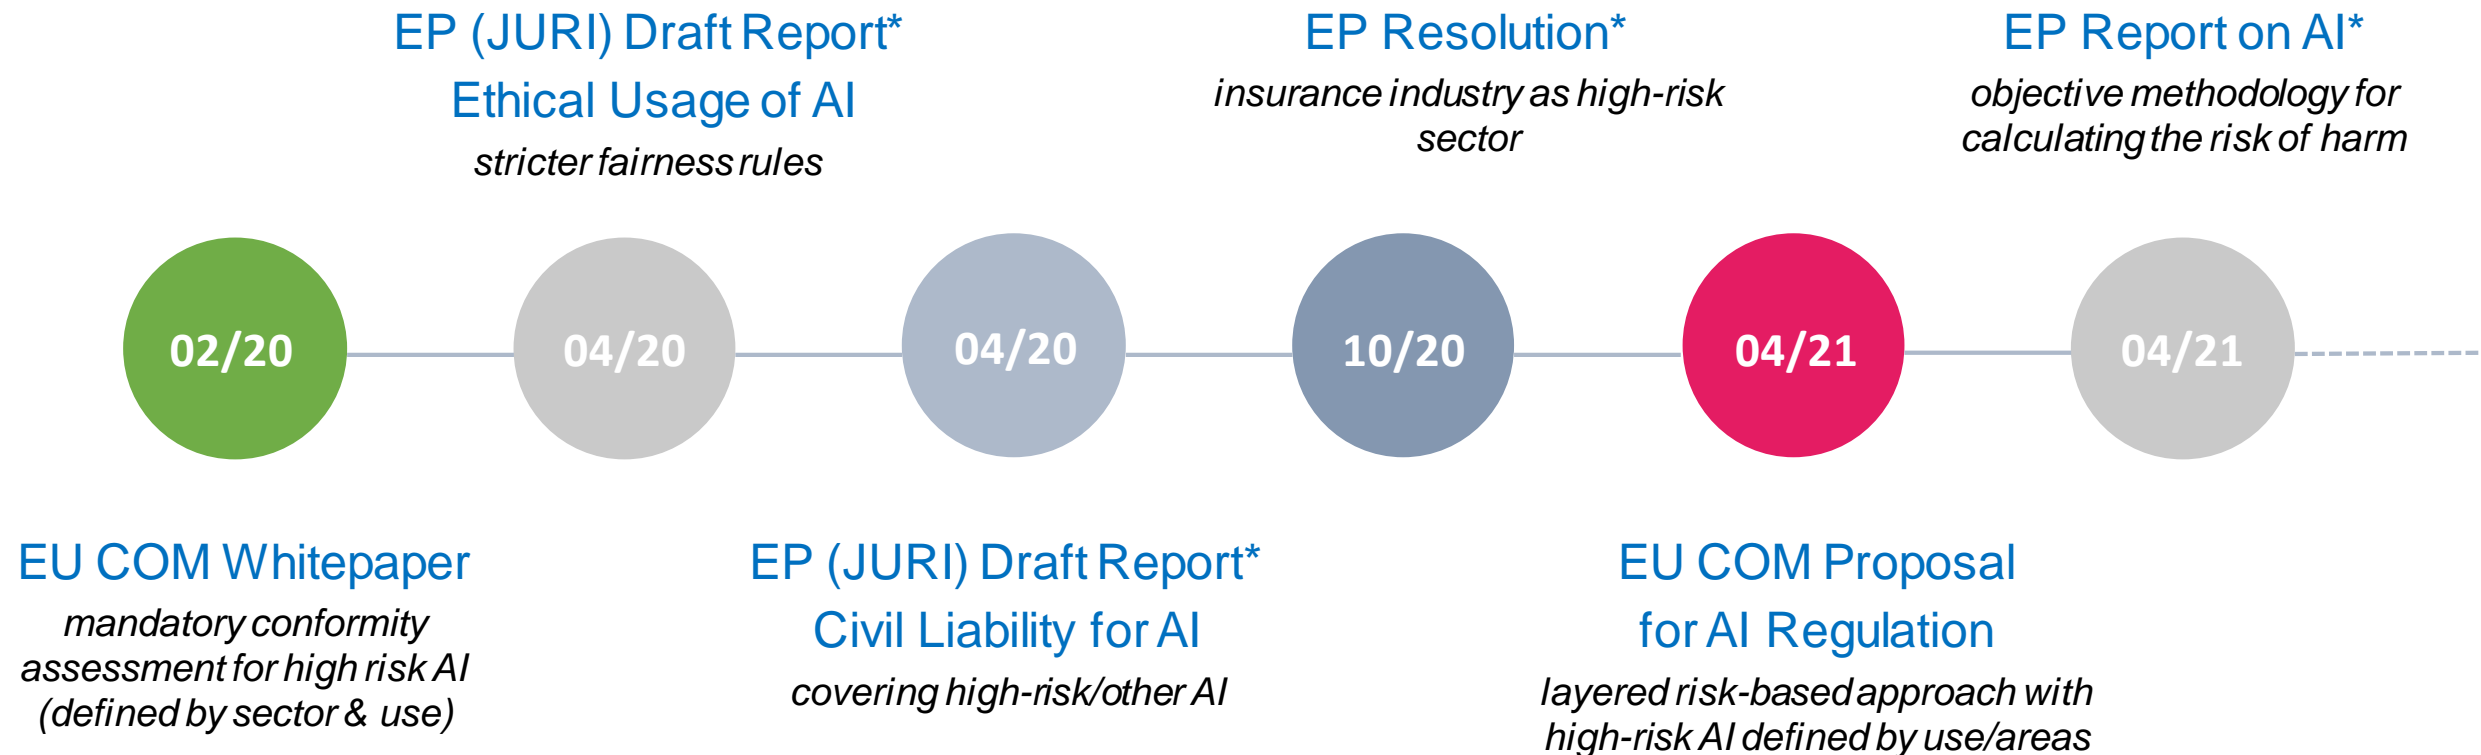 EP (JURI) Draft Report*
Ethical Usage of AI
stricter fairness rules
EP Resolution*
insurance industry as high-risk
sector
EP Report on AI*
objective methodology for
calculating the risk of harm
02/20
04/20
04/20
10/20
04/21
04/21
EU COM Whitepaper
mandatory conformity
assessment for high risk AI
(defined by sector & use)
EP (JURI) Draft Report*
Civil Liability for AI
covering high-risk/other AI
EU COM Proposal
for AI Regulation
layered risk-based approach with
high-risk AI defined by use/areas